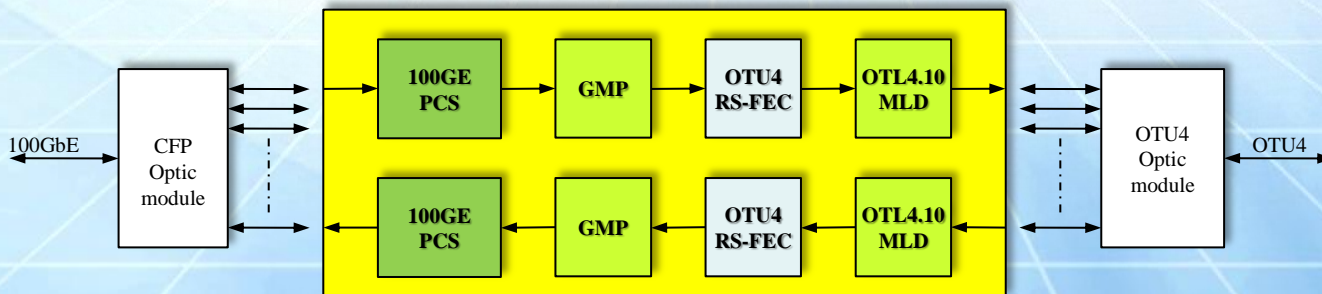 100GbE
CFP
Optic
module
100GE
PCS
GMP
OTU4
RS-FEC
OTL4.10
MLD
100GE
PCS
GMP
OTU4
RS-FEC
OTL4.10
MLD
OTU4
Optic
module
OTU4